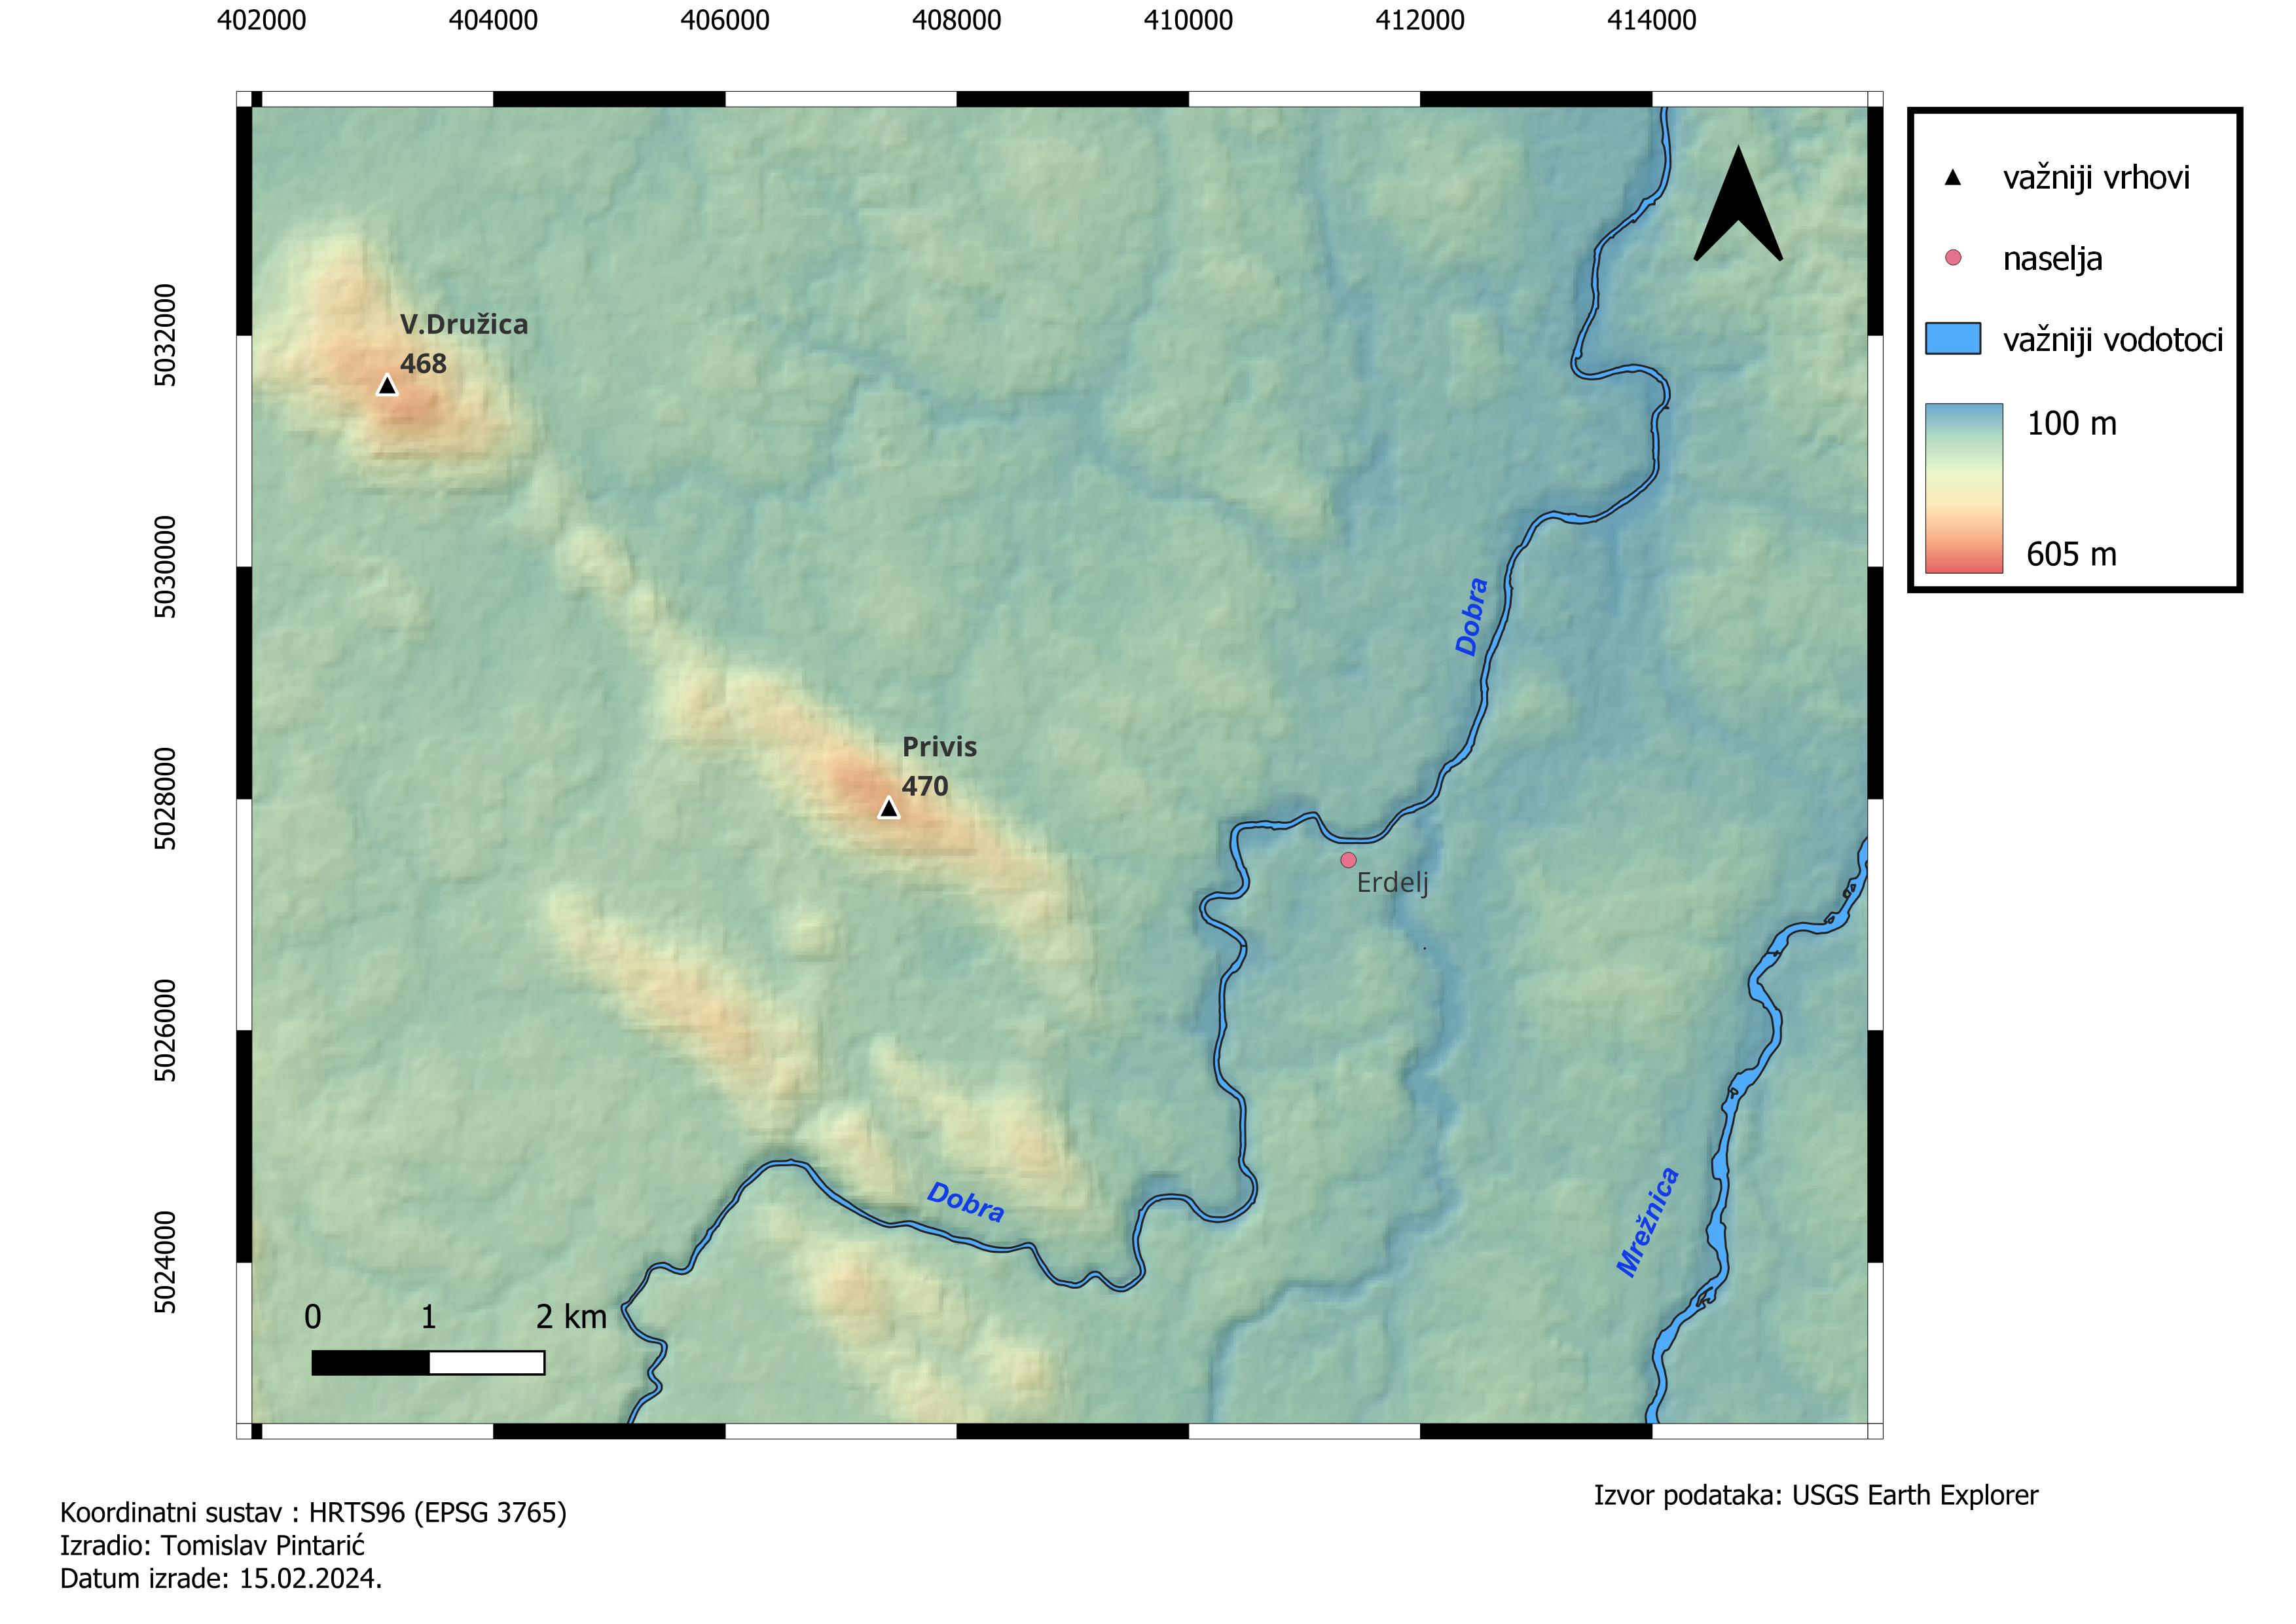 402000 404000 406000 408000 410000 412000 414000
važniji vrhovi
naselja
važniji vodotoci
100 m
605 m
5032000
5030000
5028000
5026000
5024000
V.Družica
468
Privis
470
Dobra
Erdelj
Dobra
Mrežnica
0 1 2 km
Izvor podataka: USGS Earth Explorer
Koordinatni sustav : HRTS96 (EPSG 3765)
Izradio: Tomislav Pintarić
Datum izrade: 15.02.2024.